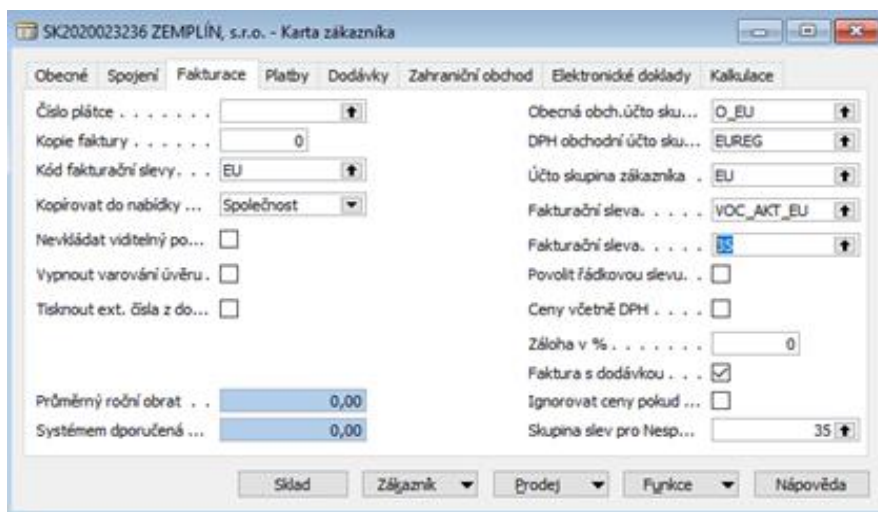 SK2020023236 ZEMPLÍN, s.r.o. - Karta zákazníka
Obecné Spojení Fakturace Platby Dodávky Zahraniční obchod Elektronické doklady Kalkulace
Číslo plátce . . . . . . .
Kopie faktury . . . . . . 0
Kód fakturační slevy. . . EU
Kopírovat do nabídky ... Společnost
Nevkládat viditelný po...
Vypnout varování úvěru .
Tisknout ext. čísla z do...
Průměrný roční obrat . . 0,00
Systémem dporučená ... 0,00
Obecná obch.účto sku... O_EU
DPH obchodní účto sku... EUREG
Účto skupina zákazníka . EU
Fakturační sleva. . . . . VOC_AKT_EU
Fakturační sleva. . . . . 35
Povolit řádkovou slevu. .
Ceny včetně DPH . . . .
Záloha v % . . . . . . . 0
Faktura s dodávkou . . .
Ignorovat ceny pokud ...
Skupina slev pro Nesp... 35
Sklad Zákazník Prodej Funkce Nápověda